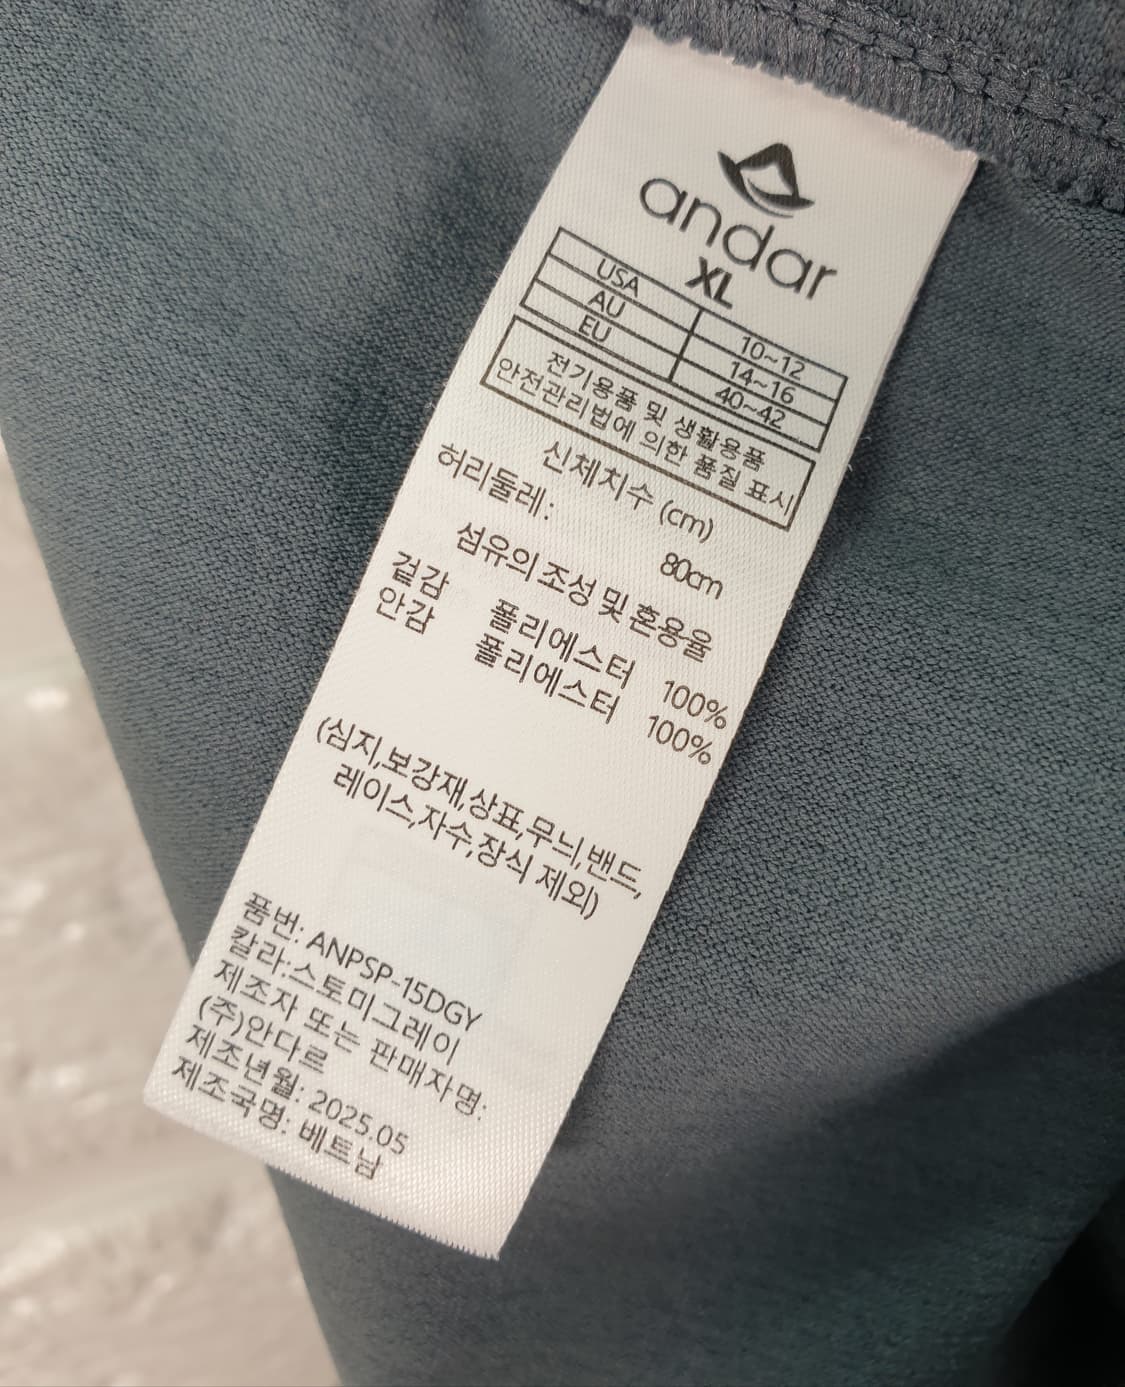 andar
XL
USA 10~12
AU 14~16
EU 40~42
전기용품 및 생활용품
안전관리법에 의한 품질 표시
신체치수 (cm)
허리둘레: 80cm
섬유의 조성 및 혼용율
겉감 폴리에스터 100%
안감 폴리에스터 100%
(심지,보강재,상표,무늬,밴드,
레이스,자수,장식 제외)
품번: ANPSP-15DGY
칼라:스토미그레이
제조자 또는 판매자명:
(주)안다르
제조년월: 2025.05
제조국명: 베트남